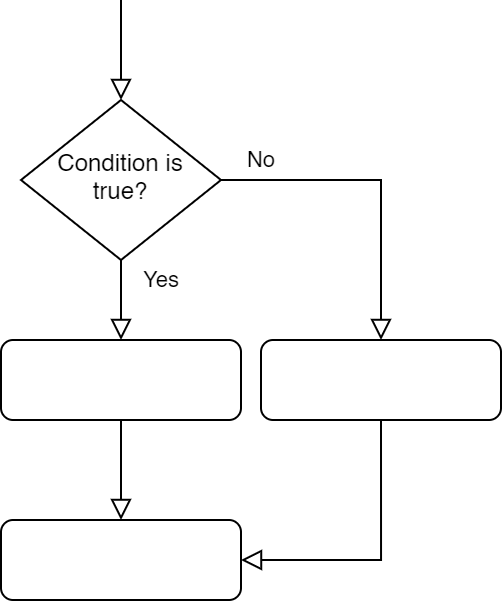 Condition is
true?
No
Yes